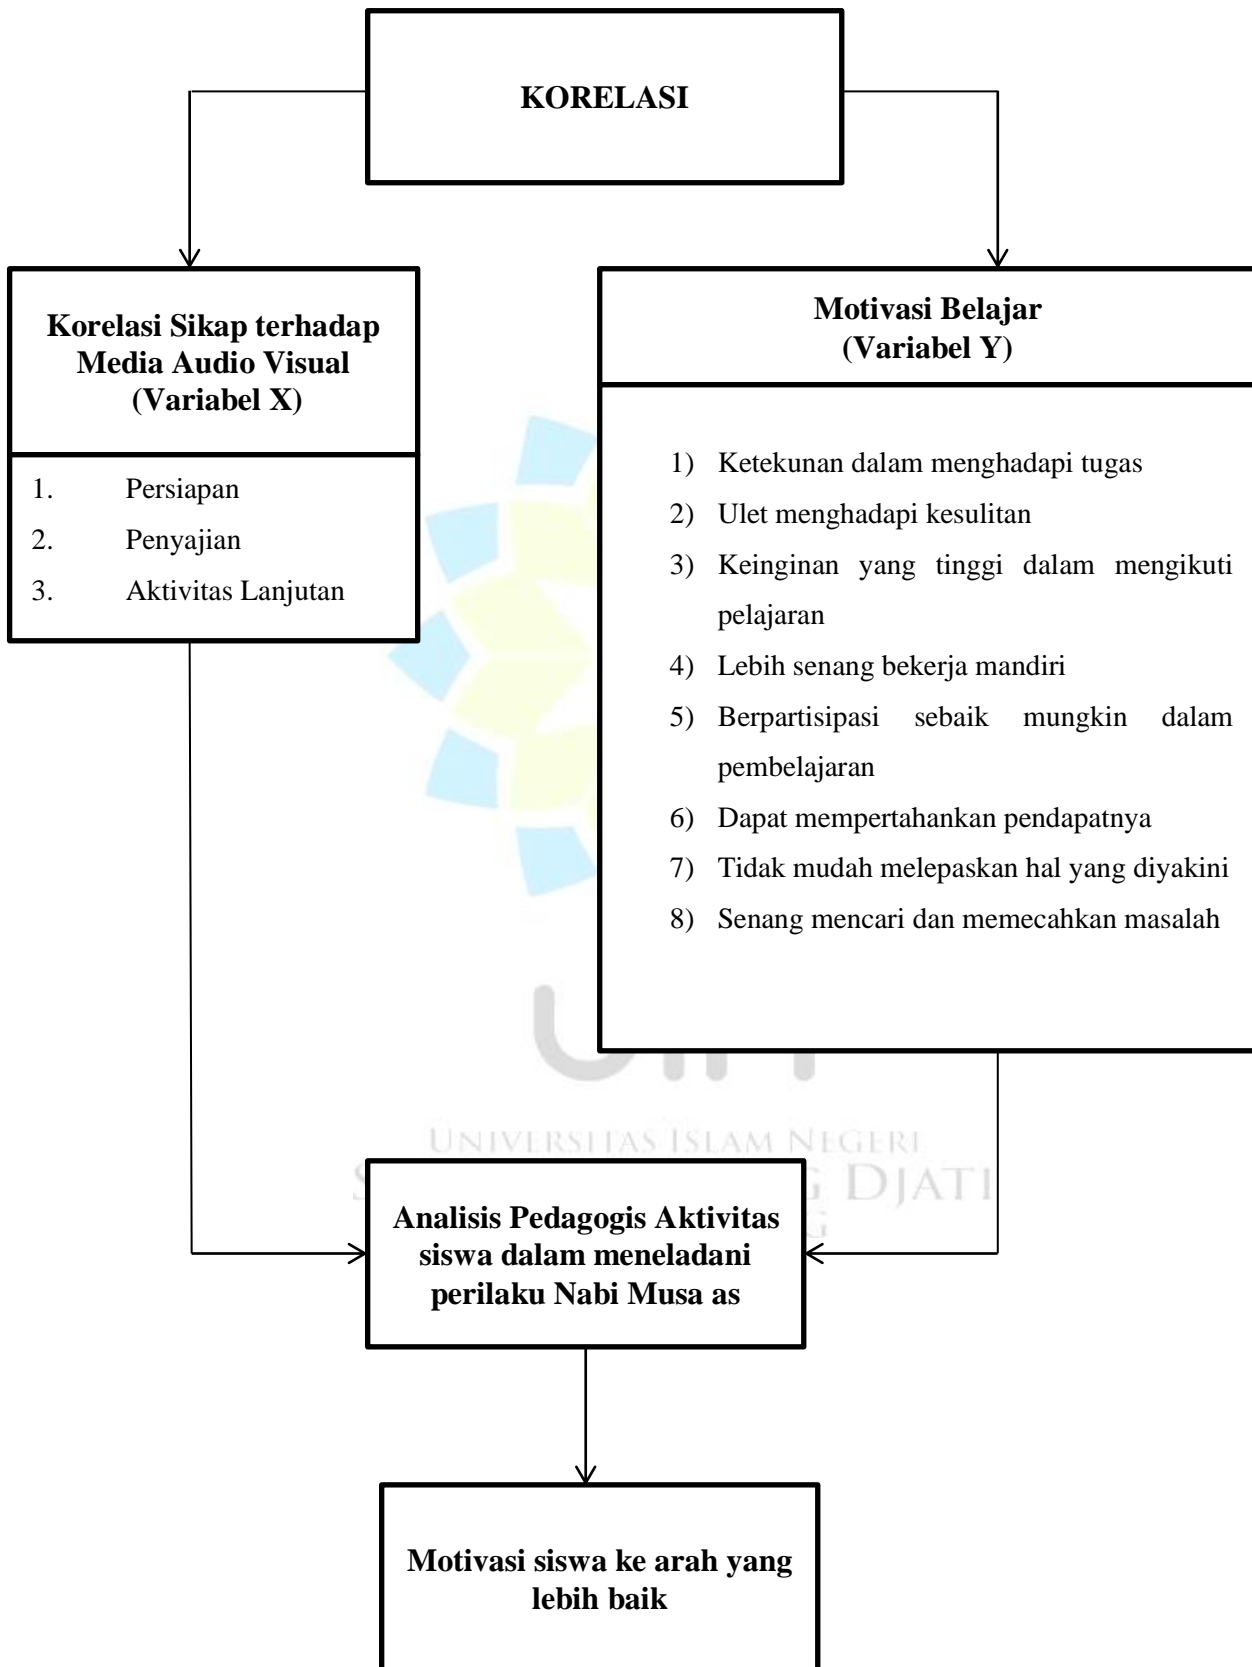 KORELASI
Korelasi Sikap terhadap
Media Audio Visual
(Variabel X)
1. Persiapan
2. Penyajian
3. Aktivitas Lanjutan
Motivasi Belajar
(Variabel Y)
1) Ketekunan dalam menghadapi tugas
2) Ulet menghadapi kesulitan
3) Keinginan yang tinggi dalam mengikuti
pelajaran
4) Lebih senang bekerja mandiri
5) Berpartisipasi sebaik mungkin dalam
pembelajaran
6) Dapat mempertahankan pendapatnya
7) Tidak mudah melepaskan hal yang diyakini
8) Senang mencari dan memecahkan masalah
UNIVERSITAS ISLAM NEGERI
DJATI
Analisis Pedagogis Aktivitas
siswa dalam meneladani
perilaku Nabi Musa as
Motivasi siswa ke arah yang
lebih baik